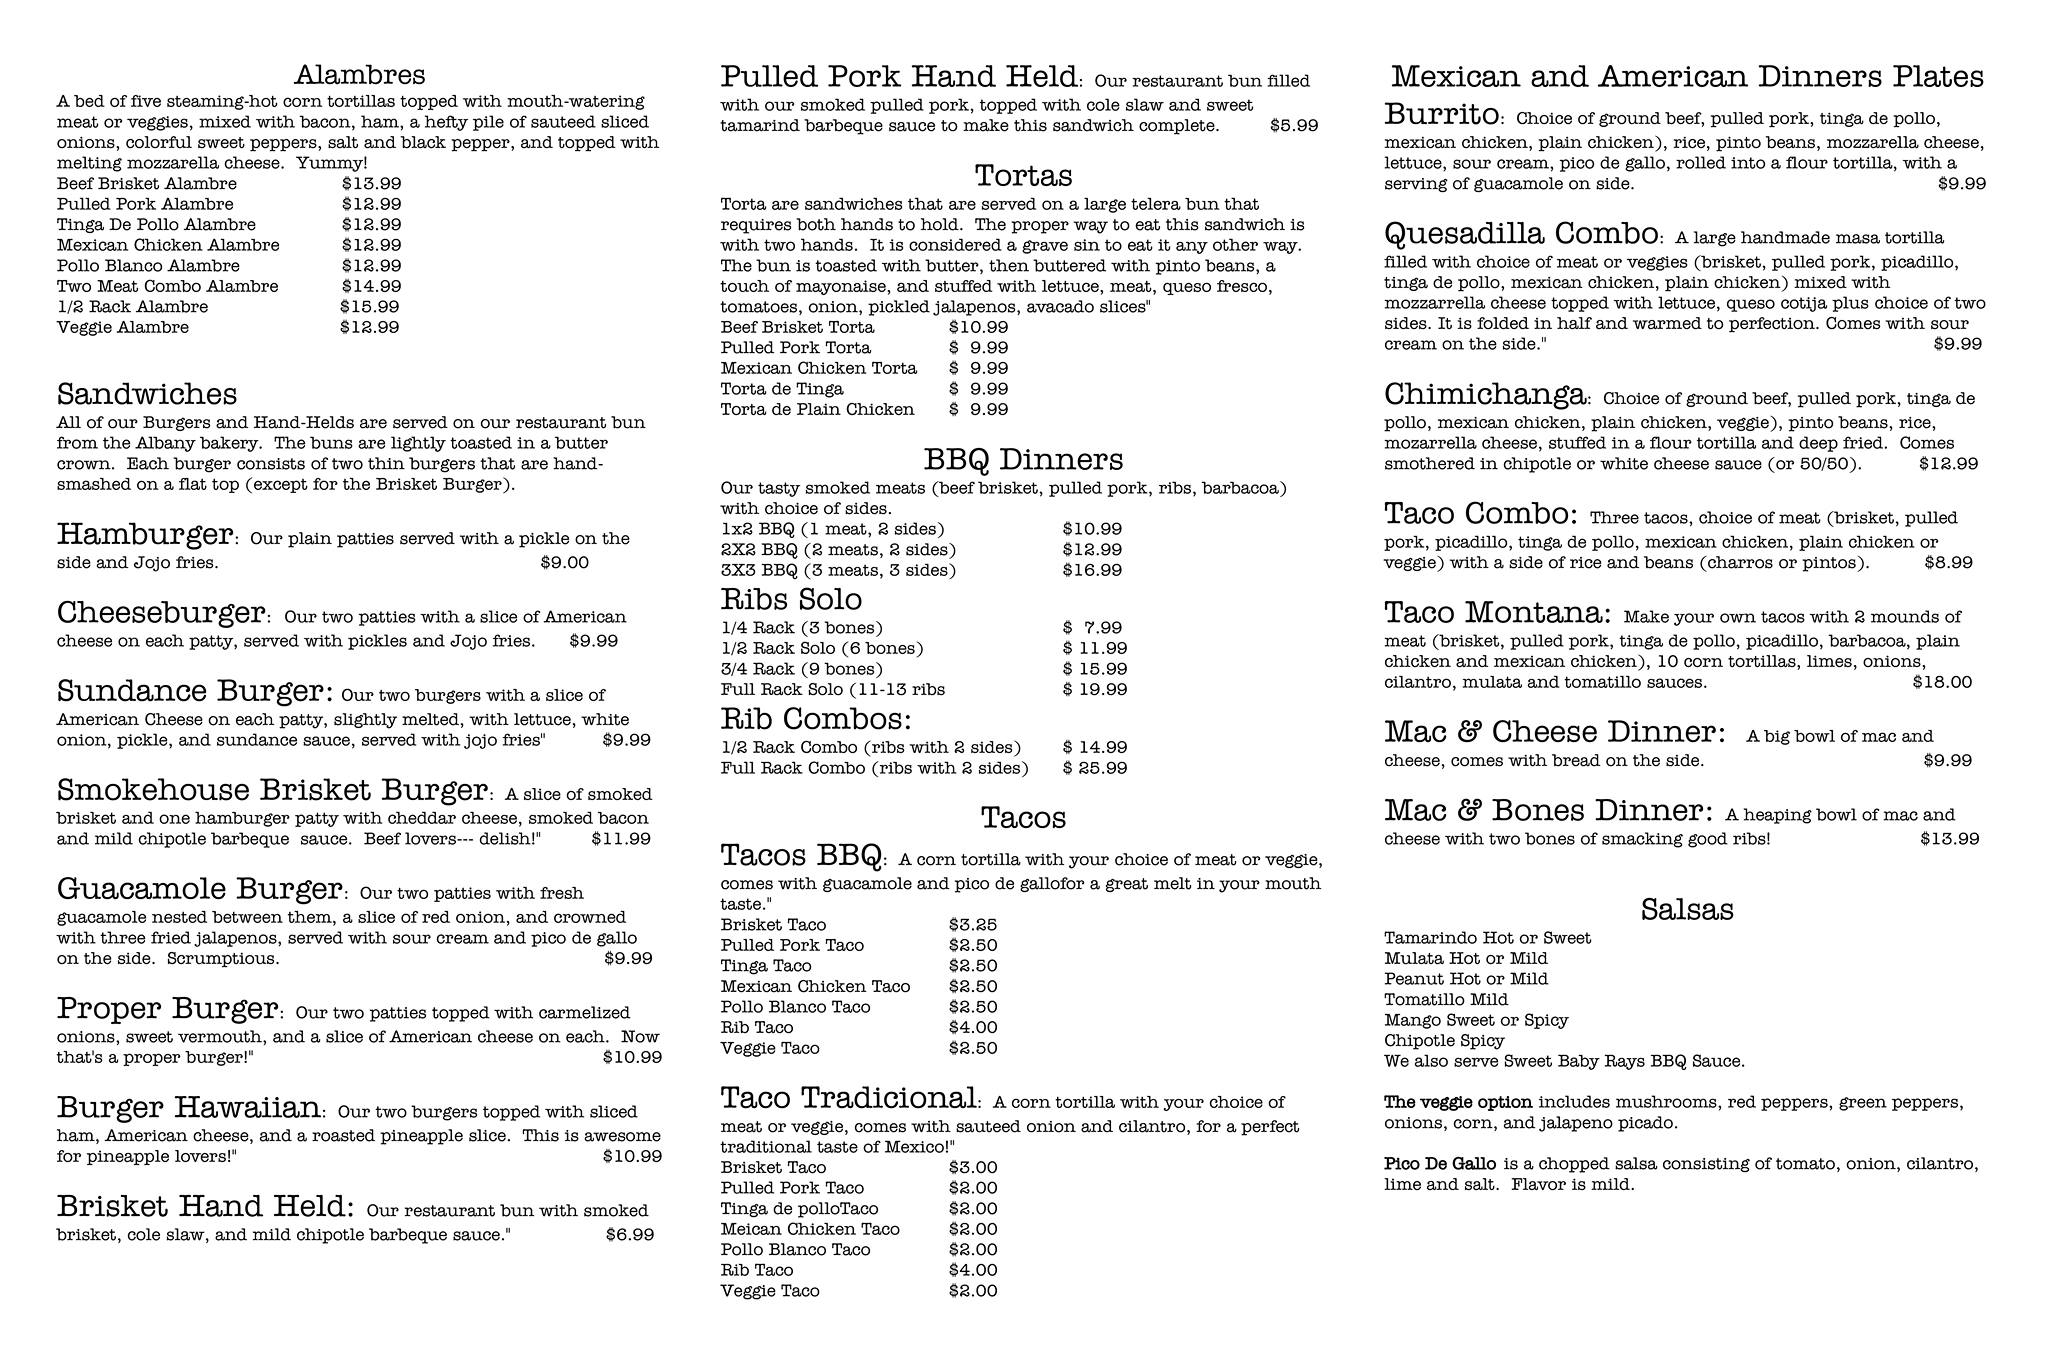 Alambres
A bed of five steaming-hot corn tortillas topped with mouth-watering
meat or veggies, mixed with bacon, ham, a hefty pile of sauteed sliced
onions, colorful sweet peppers, salt and black pepper, and topped with
melting mozzarella cheese. Yummy!
Beef Brisket Alambre $13.99
Pulled Pork Alambre $12.99
Tinga De Pollo Alambre $12.99
Mexican Chicken Alambre $12.99
Pollo Blanco Alambre $12.99
Two Meat Combo Alambre $14.99
1/2 Rack Alambre $15.99
Veggie Alambre $12.99
Sandwiches
All of our Burgers and Hand-Helds are served on our restaurant bun
from the Albany bakery. The buns are lightly toasted in a butter
crown. Each burger consists of two thin burgers that are hand-
smashed on a flat top (except for the Brisket Burger).
Hamburger: Our plain patties served with a pickle on the
side and Jojo fries. $9.00
Cheeseburger: Our two patties with a slice of American
cheese on each patty, served with pickles and Jojo fries. $9.99
Sundance Burger: Our two burgers with a slice of
American Cheese on each patty, slightly melted, with lettuce, white
onion, pickle, and sundance sauce, served with jojo fries" $9.99
Smokehouse Brisket Burger: A slice of smoked
brisket and one hamburger patty with cheddar cheese, smoked bacon
and mild chipotle barbeque sauce. Beef lovers--- delish!" $11.99
Guacamole Burger: Our two patties with fresh
guacamole nested between them, a slice of red onion, and crowned
with three fried jalapenos, served with sour cream and pico de gallo
on the side. Scrumptious. $9.99
Proper Burger: Our two patties topped with carmelized
onions, sweet vermouth, and a slice of American cheese on each. Now
that's a proper burger!" $10.99
Burger Hawaiian: Our two burgers topped with sliced
ham, American cheese, and a roasted pineapple slice. This is awesome
for pineapple lovers!" $10.99
Brisket Hand Held: Our restaurant bun with smoked
brisket, cole slaw, and mild chipotle barbeque sauce." $6.99
Pulled Pork Hand Held: Our restaurant bun filled
with our smoked pulled pork, topped with cole slaw and sweet
tamarind barbeque sauce to make this sandwich complete. $5.99
Tortas
Torta are sandwiches that are served on a large telera bun that
requires both hands to hold. The proper way to eat this sandwich is
with two hands. It is considered a grave sin to eat it any other way.
The bun is toasted with butter, then buttered with pinto beans, a
touch of mayonaise, and stuffed with lettuce, meat, queso fresco,
tomatoes, onion, pickled jalapenos, avacado slices"
Beef Brisket Torta $10.99
Pulled Pork Torta $ 9.99
Mexican Chicken Torta $ 9.99
Torta de Tinga $ 9.99
Torta de Plain Chicken $ 9.99
BBQ Dinners
Our tasty smoked meats (beef brisket, pulled pork, ribs, barbacoa)
with choice of sides.
1x2 BBQ (1 meat, 2 sides) $10.99
2X2 BBQ (2 meats, 2 sides) $12.99
3X3 BBQ (3 meats, 3 sides) $16.99
Ribs Solo
1/4 Rack (3 bones) $ 7.99
1/2 Rack Solo (6 bones) $ 11.99
3/4 Rack (9 bones) $ 15.99
Full Rack Solo (11-13 ribs $ 19.99
Rib Combos:
1/2 Rack Combo (ribs with 2 sides) $ 14.99
Full Rack Combo (ribs with 2 sides) $ 25.99
Tacos
Tacos BBQ: A corn tortilla with your choice of meat or veggie,
comes with guacamole and pico de gallofor a great melt in your mouth
taste."
Brisket Taco $3.25
Pulled Pork Taco $2.50
Tinga Taco $2.50
Mexican Chicken Taco $2.50
Pollo Blanco Taco $2.50
Rib Taco $4.00
Veggie Taco $2.50
Taco Tradicional: A corn tortilla with your choice of
meat or veggie, comes with sauteed onion and cilantro, for a perfect
traditional taste of Mexico!"
Brisket Taco $3.00
Pulled Pork Taco $2.00
Tinga de polloTaco $2.00
Meican Chicken Taco $2.00
Pollo Blanco Taco $2.00
Rib Taco $4.00
Veggie Taco $2.00
Mexican and American Dinners Plates
Burrito: Choice of ground beef, pulled pork, tinga de pollo,
mexican chicken, plain chicken), rice, pinto beans, mozzarella cheese,
lettuce, sour cream, pico de gallo, rolled into a flour tortilla, with a
serving of guacamole on side. $9.99
Quesadilla Combo: A large handmade masa tortilla
filled with choice of meat or veggies (brisket, pulled pork, picadillo,
tinga de pollo, mexican chicken, plain chicken) mixed with
mozzarrella cheese topped with lettuce, queso cotija plus choice of two
sides. It is folded in half and warmed to perfection. Comes with sour
cream on the side." $9.99
Chimichanga: Choice of ground beef, pulled pork, tinga de
pollo, mexican chicken, plain chicken, veggie), pinto beans, rice,
mozarrella cheese, stuffed in a flour tortilla and deep fried. Comes
smothered in chipotle or white cheese sauce (or 50/50). $12.99
Taco Combo: Three tacos, choice of meat (brisket, pulled
pork, picadillo, tinga de pollo, mexican chicken, plain chicken or
veggie) with a side of rice and beans (charros or pintos). $8.99
Taco Montana: Make your own tacos with 2 mounds of
meat (brisket, pulled pork, tinga de pollo, picadillo, barbacoa, plain
chicken and mexican chicken), 10 corn tortillas, limes, onions,
cilantro, mulata and tomatillo sauces. $18.00
Mac & Cheese Dinner: A big bowl of mac and
cheese, comes with bread on the side. $9.99
Mac & Bones Dinner: A heaping bowl of mac and
cheese with two bones of smacking good ribs! $13.99
Salsas
Tamarindo Hot or Sweet
Mulata Hot or Mild
Peanut Hot or Mild
Tomatillo Mild
Mango Sweet or Spicy
Chipotle Spicy
We also serve Sweet Baby Rays BBQ Sauce.
The veggie option includes mushrooms, red peppers, green peppers,
onions, corn, and jalapeno picado.
Pico De Gallo is a chopped salsa consisting of tomato, onion, cilantro,
lime and salt. Flavor is mild.